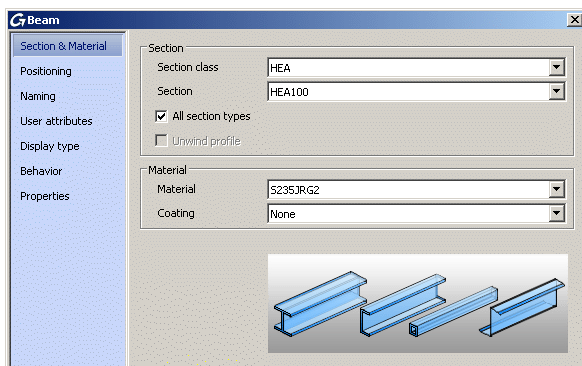 Beam
Section & Material
Positioning
Naming
User attributes
Display type
Behavior
Properties
Section
Section class HEA
Section HEA100
All section types
Unwind profile
Material
Material S235JRG2
Coating None